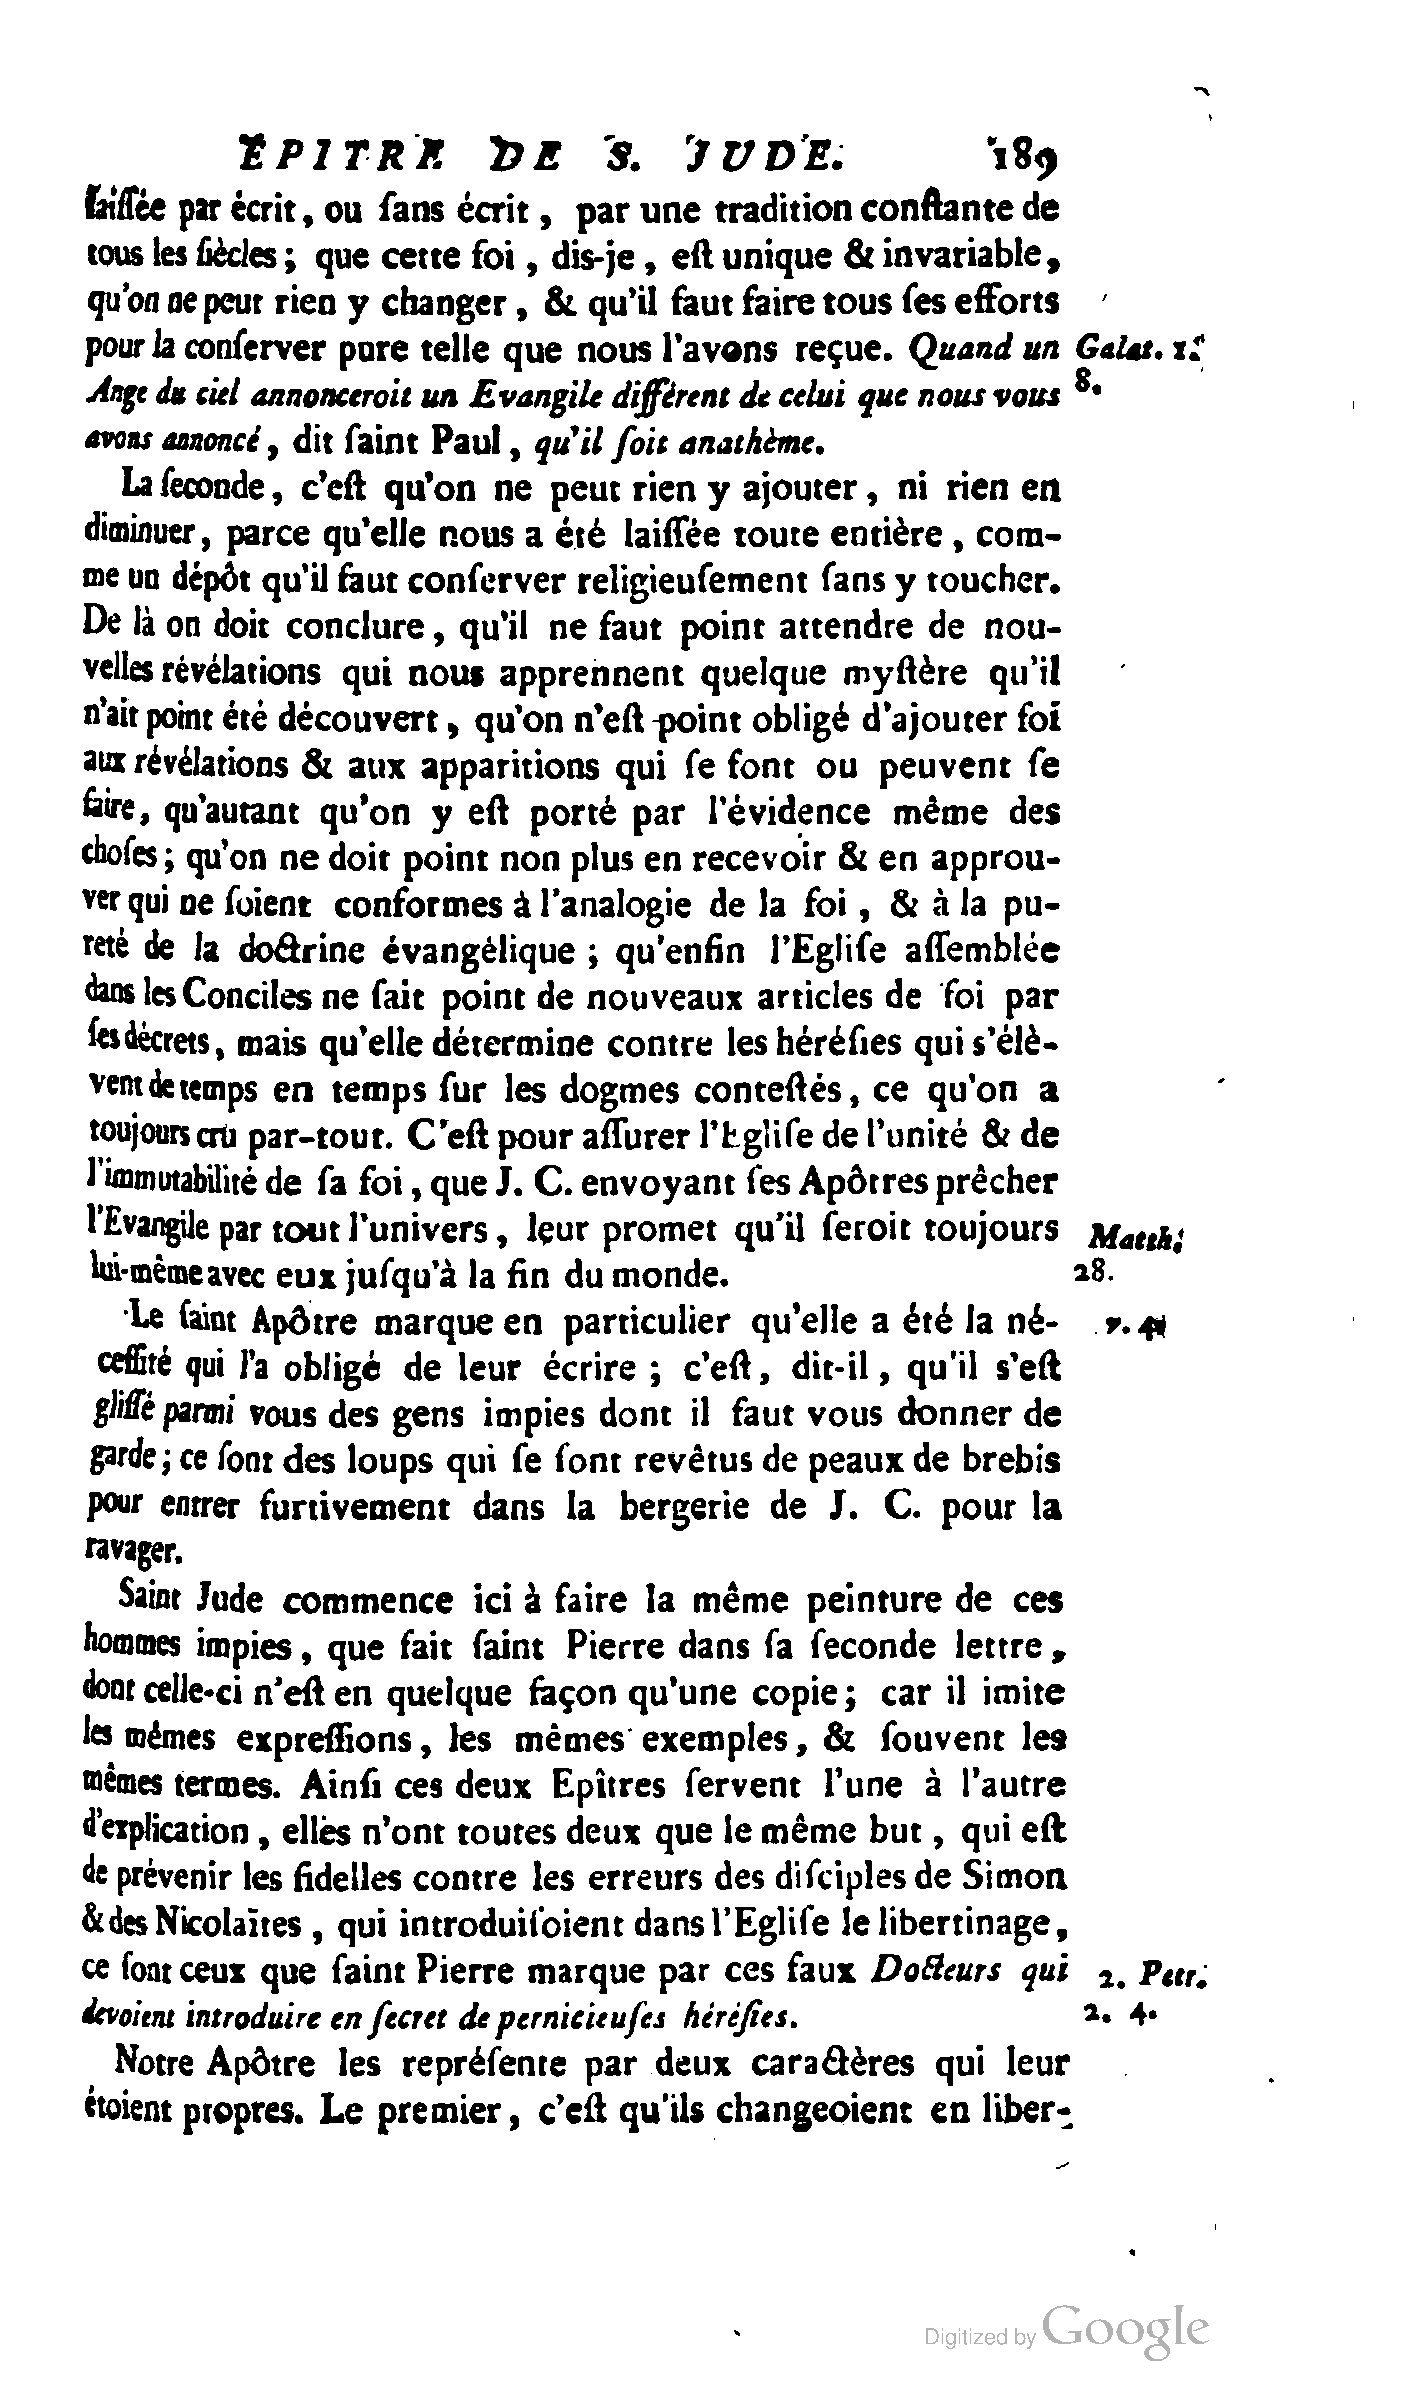 EPITRE DE S. JUDE. 189
laiſſée par écrit, ou ſans écrit, par une tradition conſtante de
tous les ſiècles; que cette foi, dis-je, eſt unique & invariable,
qu'on ne peut rien y changer, & qu'il faut faire tous ſes efforts
pour la conſerver pure telle que nous l'avons reçue. Quand un Galat. 1.
Ange du ciel annonceroit un Evangile différent de celui que nous vous 8.
avons annoncé, dit ſaint Paul, qu'il ſoit anathème.
La ſeconde, c'eſt qu'on ne peut rien y ajouter, ni rien en
diminuer, parce qu'elle nous a été laiſſée toute entière, com-
me un dépôt qu'il faut conſerver religieuſement ſans y toucher.
De là on doit conclure, qu'il ne faut point attendre de nou-
velles révélations qui nous apprennent quelque myſtère qu'il
n'ait point été découvert, qu'on n'eſt point obligé d'ajouter foi
aux révélations & aux apparitions qui ſe font ou peuvent ſe
faire, qu'autant qu'on y eſt porté par l'évidence même des
choſes; qu'on ne doit point non plus en recevoir & en approu-
ver qui ne ſoient conformes à l'analogie de la foi, & à la pu-
reté de la doctrine évangélique; qu'enfin l'Egliſe aſſemblée
dans les Conciles ne fait point de nouveaux articles de foi par
ſes décrets, mais qu'elle détermine contre les héréſies qui s'élè-
vent de temps en temps ſur les dogmes conteſtés, ce qu'on a
toujours cru par-tout. C'eſt pour aſſurer l'Egliſe de l'unité & de
l'immutabilité de ſa foi, que J. C. envoyant ſes Apôtres prêcher
l'Evangile par tout l'univers, leur promet qu'il ſeroit toujours Matth.
lui-même avec eux juſqu'à la fin du monde. 28.
Le ſaint Apôtre marque en particulier qu'elle a été la né- v. 4.
ceſſité qui l'a obligé de leur écrire; c'eſt, dit-il, qu'il s'eſt
gliſſé parmi vous des gens impies dont il faut vous donner de
garde; ce ſont des loups qui ſe ſont revêtus de peaux de brebis
pour entrer furtivement dans la bergerie de J. C. pour la
ravager.
Saint Jude commence ici à faire la même peinture de ces
hommes impies, que fait ſaint Pierre dans ſa ſeconde lettre,
dont celle-ci n'eſt en quelque façon qu'une copie; car il imite
les mêmes expreſſions, les mêmes exemples, & ſouvent les
mêmes termes. Ainſi ces deux Epîtres ſervent l'une à l'autre
d'explication, elles n'ont toutes deux que le même but, qui eſt
de prévenir les fidelles contre les erreurs des diſciples de Simon
& des Nicolaïtes, qui introduiſoient dans l'Egliſe le libertinage,
ce ſont ceux que ſaint Pierre marque par ces faux Docteurs qui 2. Petr.
devoient introduire en ſecret de pernicieuſes héréſies. 2. 4.
Notre Apôtre les repréſente par deux caractères qui leur
étoient propres. Le premier, c'eſt qu'ils changeoient en liber-
Digitized by Google